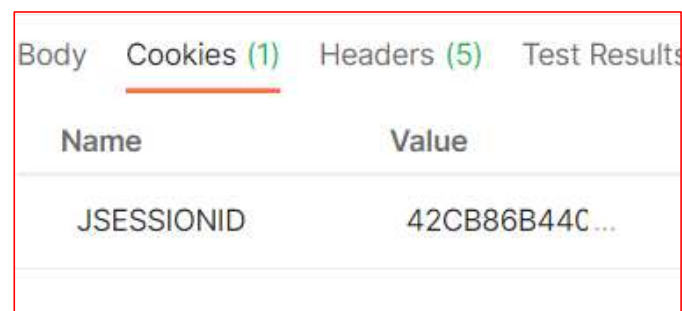 Body Cookies (1) Headers (5) Test Results
Name Value
JSESSIONID 42CB86B44C...